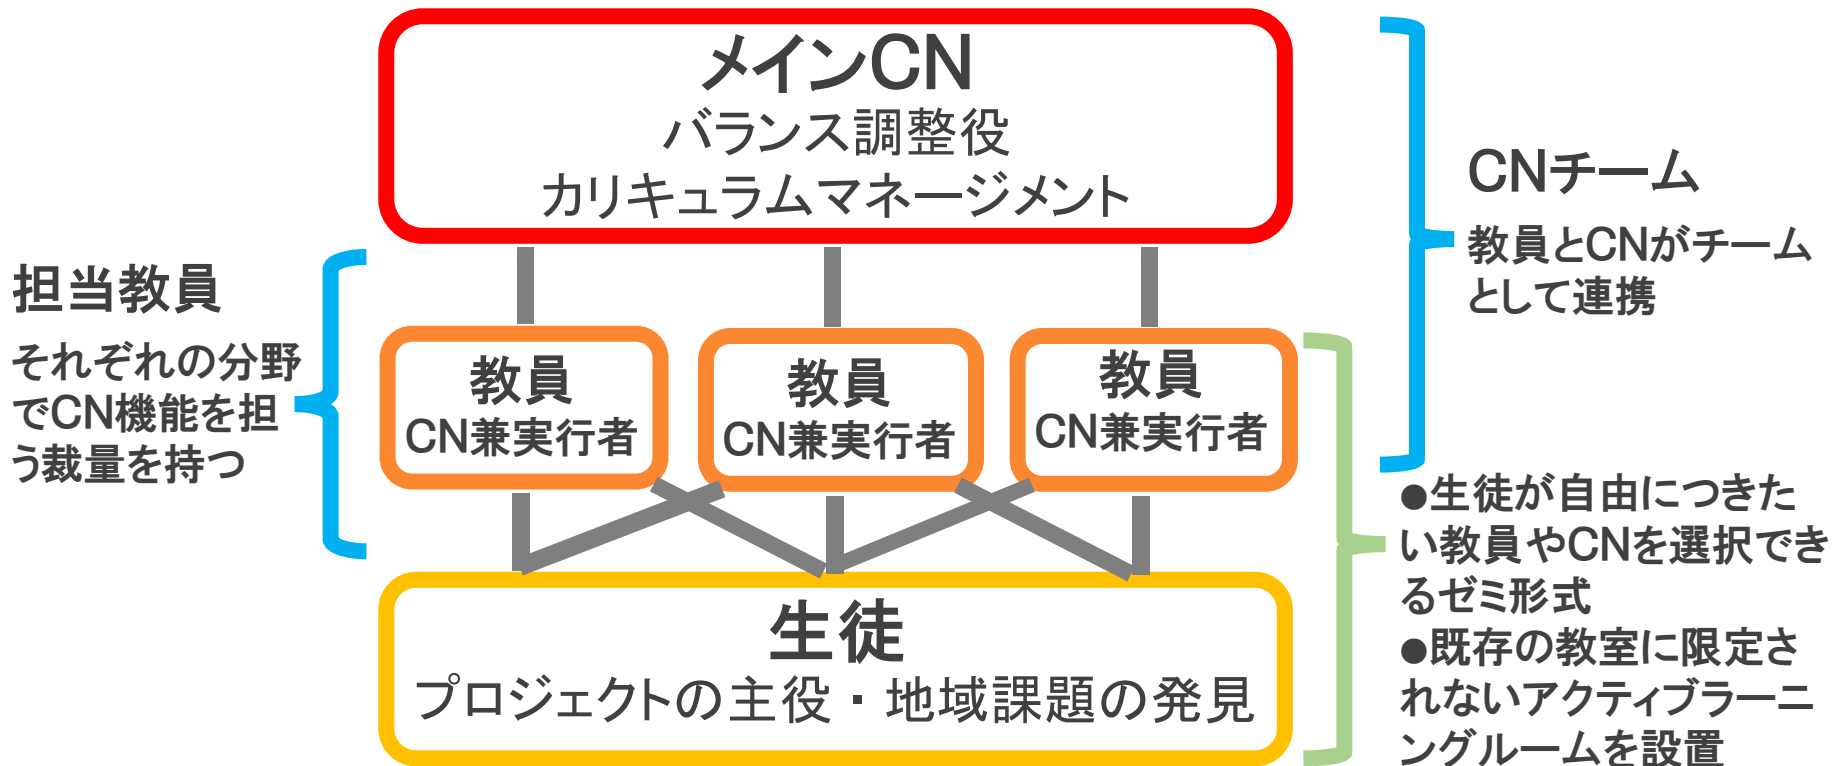 メインCN
バランス調整役
カリキュラムマネージメント
CNチーム
教員とCNがチーム
として連携
担当教員
それぞれの分野
でCN機能を担
う裁量を持つ
教員
CN兼実行者
教員
CN兼実行者
教員
CN兼実行者
●生徒が自由につきた
い教員やCNを選択でき
るゼミ形式
●既存の教室に限定さ
れないアクティブラーニ
ングルームを設置
生徒
プロジェクトの主役・地域課題の発見